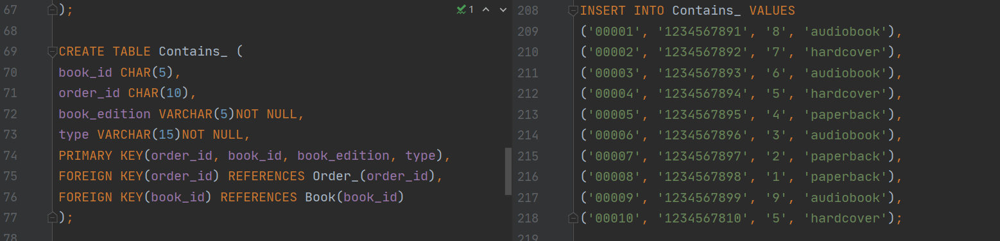 67 );
68
69 CREATE TABLE Contains_ (
70 book_id CHAR(5),
71 order_id CHAR(10),
72 book_edition VARCHAR(5)NOT NULL,
73 type VARCHAR(15)NOT NULL,
74 PRIMARY KEY(order_id, book_id, book_edition, type),
75 FOREIGN KEY(order_id) REFERENCES Order_(order_id),
76 FOREIGN KEY(book_id) REFERENCES Book(book_id)
77 );
78
1
208 INSERT INTO Contains_ VALUES
209 ('00001', '1234567891', '8', 'audiobook'),
210 ('00002', '1234567892', '7', 'hardcover'),
211 ('00003', '1234567893', '6', 'audiobook'),
212 ('00004', '1234567894', '5', 'hardcover'),
213 ('00005', '1234567895', '4', 'paperback'),
214 ('00006', '1234567896', '3', 'audiobook'),
215 ('00007', '1234567897', '2', 'paperback'),
216 ('00008', '1234567898', '1', 'paperback'),
217 ('00009', '1234567899', '9', 'audiobook'),
218 ('00010', '1234567810', '5', 'hardcover');
219